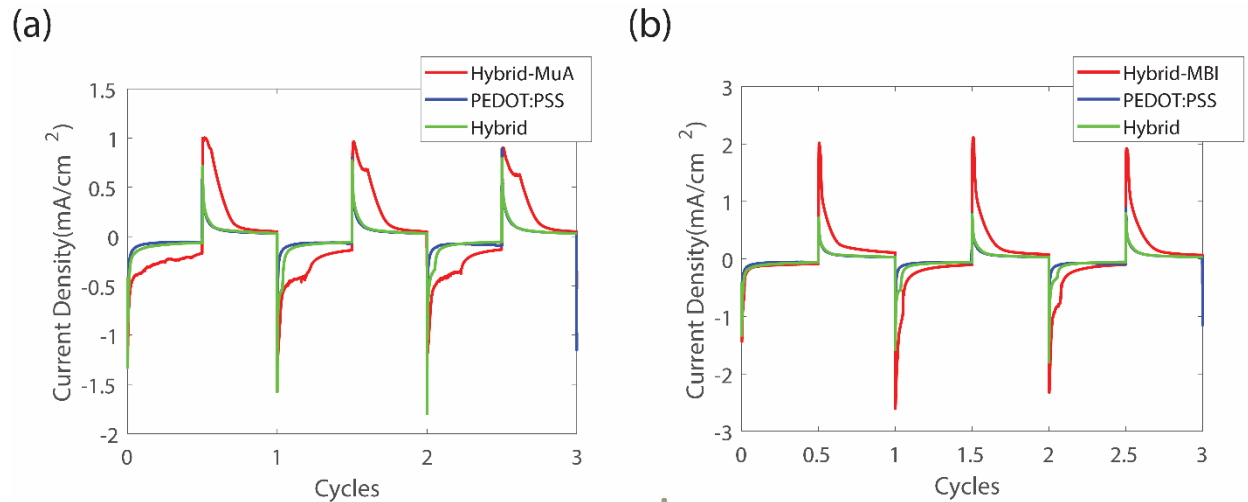 (a)
(b)
Hybrid-MuA
PEDOT:PSS
Hybrid
1.5
1
0.5
0
-0.5
-1
-1.5
-2
Current Density(mA/cm 2)
0
1
2
3
Cycles
Hybrid-MBI
PEDOT:PSS
Hybrid
3
2
1
0
-1
-2
-3
Current Density(mA/cm 2)
0
0.5
1
1.5
2
2.5
3
Cycles